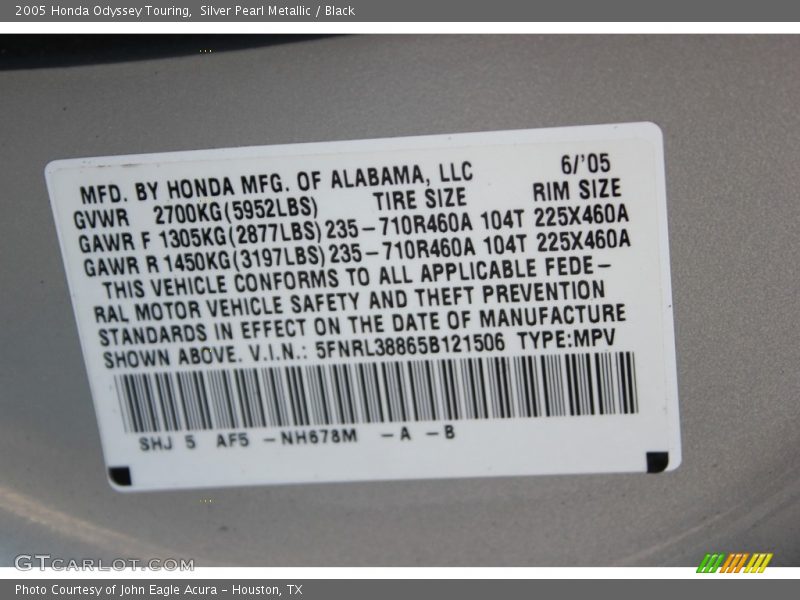 2005 Honda Odyssey Touring,  Silver Pearl Metallic / Black
MFD. BY HONDA MFG. OF ALABAMA, LLC 6/'05
GVWR 2700KG(5952LBS) TIRE SIZE RIM SIZE
GAWR F 1305KG(2877LBS) 235-710R460A 104T 225X460A
GAWR R 1450KG(3197LBS) 235-710R460A 104T 225X460A
THIS VEHICLE CONFORMS TO ALL APPLICABLE FEDE-
RAL MOTOR VEHICLE SAFETY AND THEFT PREVENTION
STANDARDS IN EFFECT ON THE DATE OF MANUFACTURE
SHOWN ABOVE. V.I.N.: 5FNRL38865B121506 TYPE:MPV
SHJ 5 AF5 -NH678M -A -B
GTCARLOT.COM
Photo Courtesy of John Eagle Acura - Houston, TX